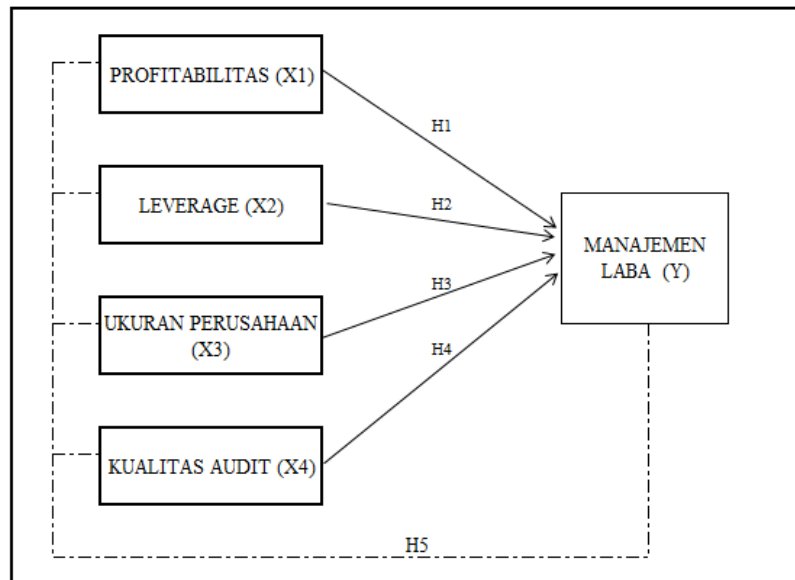 PROFITABILITAS (X1)
H1
LEVERAGE (X2)
H2
MANAJEMEN
LABA (Y)
H3
UKURAN PERUSAHAAN
(X3)
H4
KUALITAS AUDIT (X4)
H5